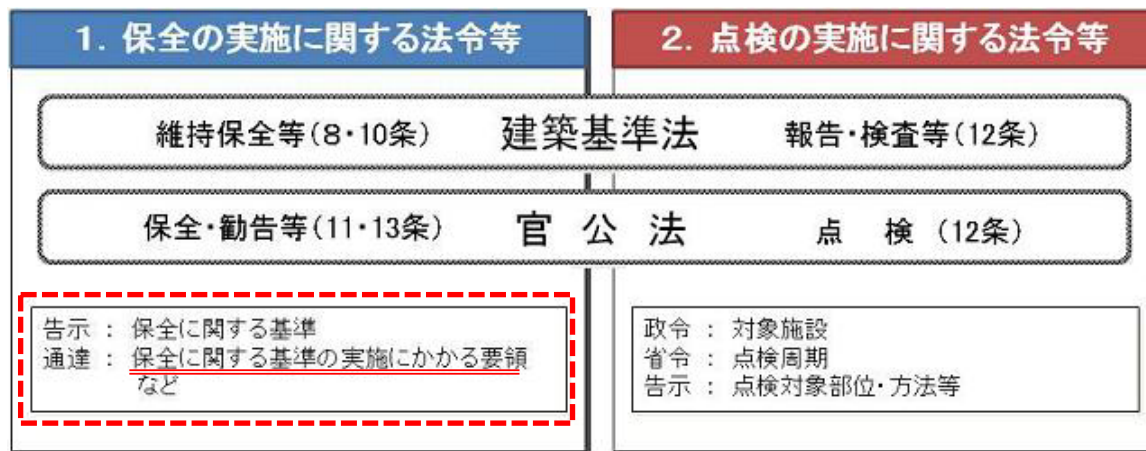 1．保全の実施に関する法令等
2．点検の実施に関する法令等
維持保全等(8・10条) 建築基準法 報告・検査等(12条)
保全・勧告等(11・13条) 官公法 点検(12条)
告示 ： 保全に関する基準
通達 ： 保全に関する基準の実施にかかる要領
など
政令 ： 対象施設
省令 ： 点検周期
告示 ： 点検対象部位・方法等